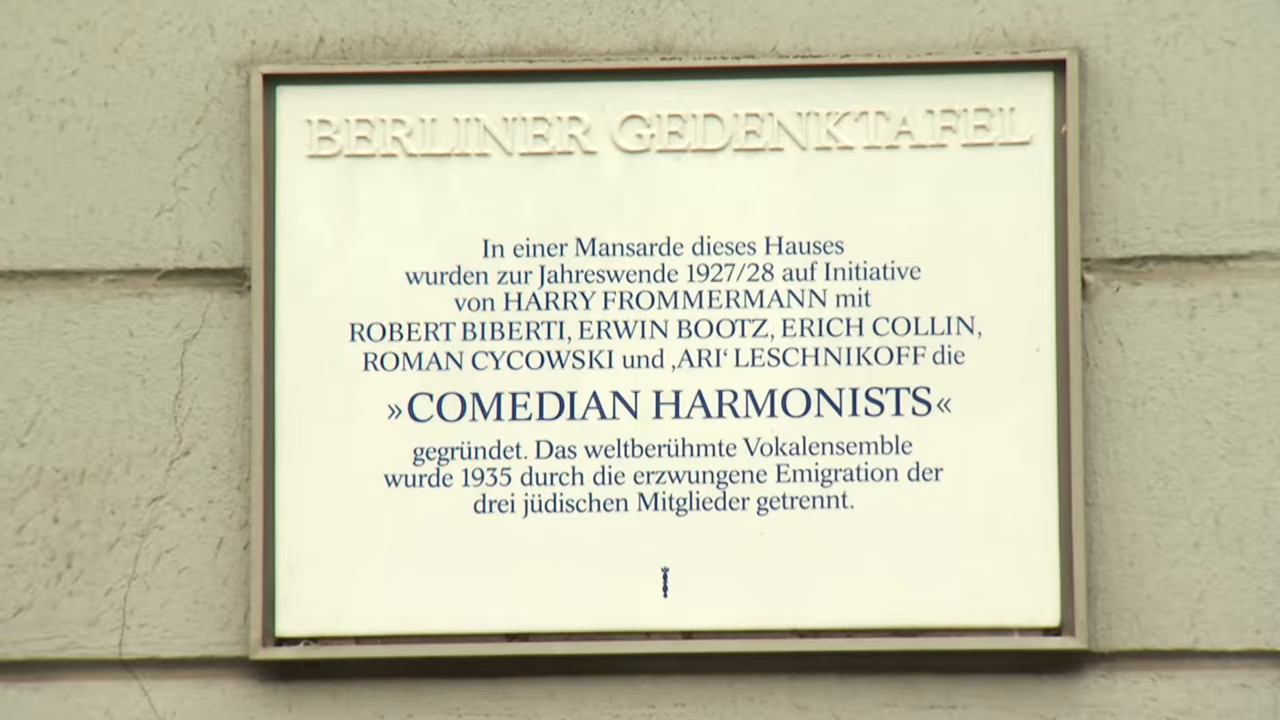 BERLINER GEDENKTAFEL
In einer Mansarde dieses Hauses
wurden zur Jahreswende 1927/28 auf Initiative
von HARRY FROMMERMANN mit
ROBERT BIBERTI, ERWIN BOOTZ, ERICH COLLIN,
ROMAN CYCOWSKI und ‚ARI‘ LESCHNIKOFF die
»COMEDIAN HARMONISTS«
gegründet. Das weltberühmte Vokalensemble
wurde 1935 durch die erzwungene Emigration der
drei jüdischen Mitglieder getrennt.